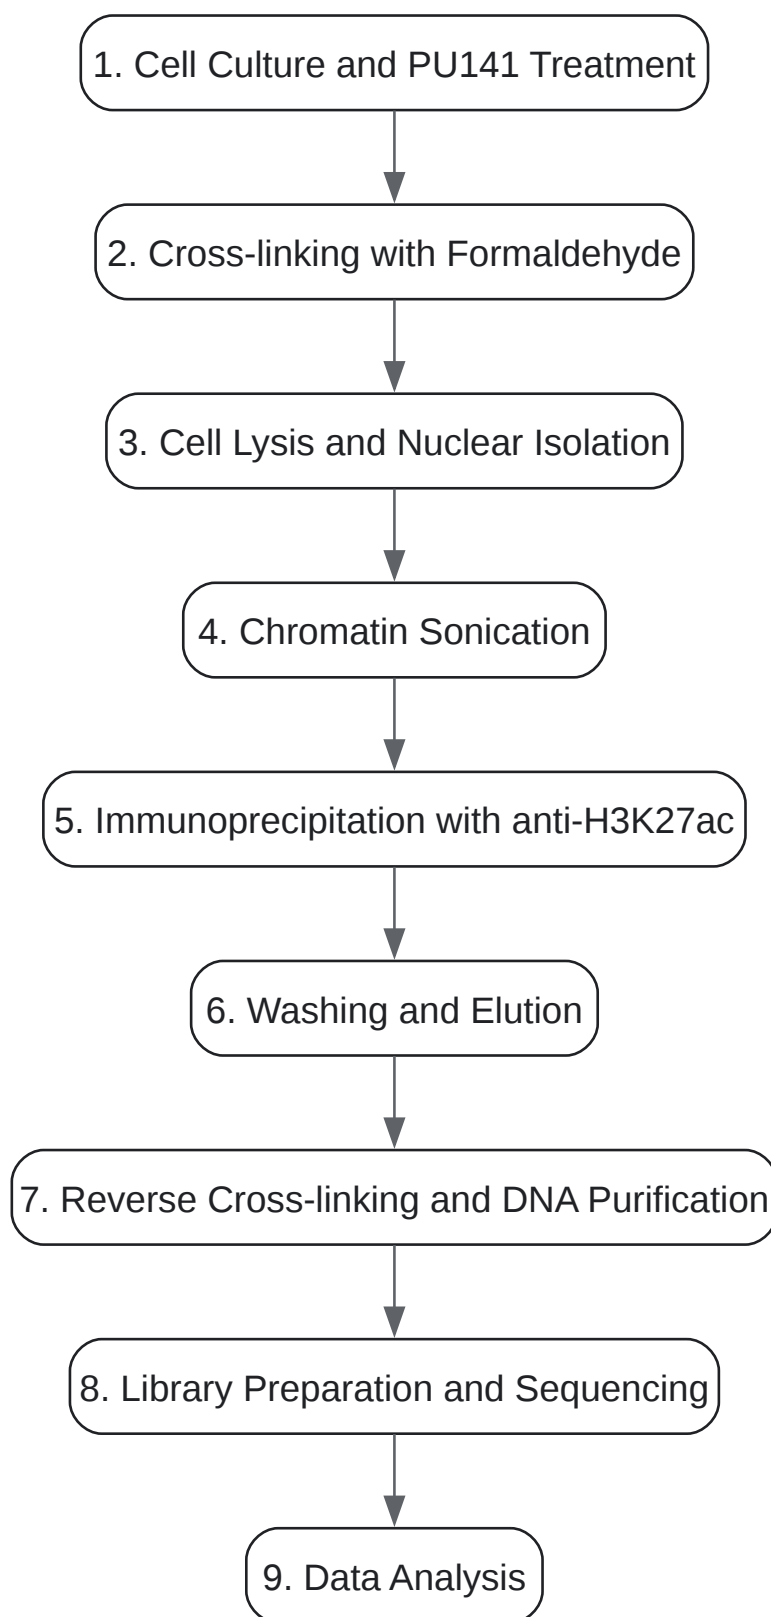 1. Cell Culture and PU141 Treatment
2. Cross-linking with Formaldehyde
3. Cell Lysis and Nuclear Isolation
4. Chromatin Sonication
5. Immunoprecipitation with anti-H3K27ac
6. Washing and Elution
7. Reverse Cross-linking and DNA Purification
8. Library Preparation and Sequencing
9. Data Analysis